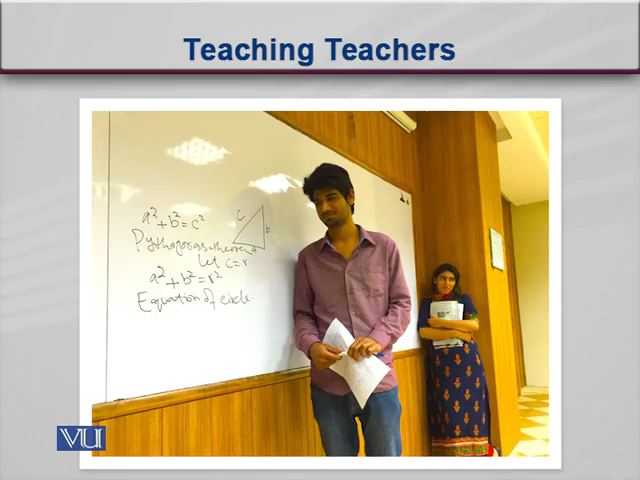 Teaching Teachers
a² + b² = c²
c
b
Pythagoras theorem
let c = r
a² + b² = r²
Equation of circle.
VU